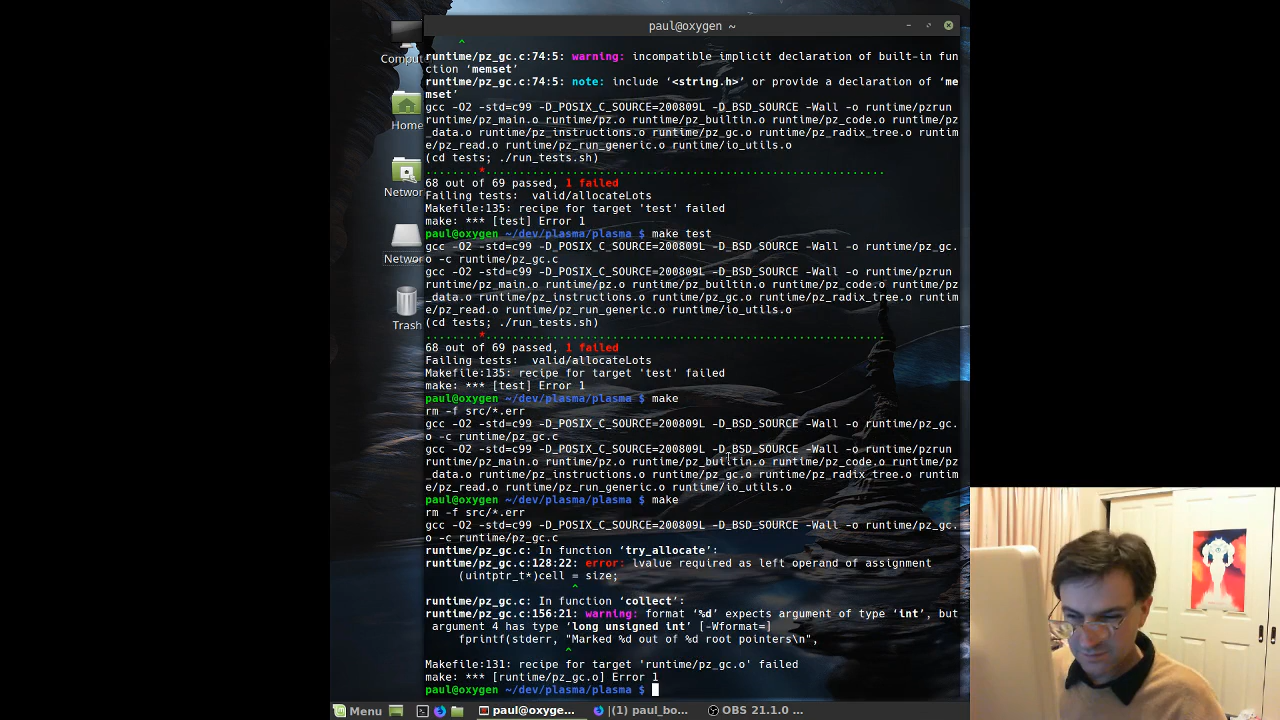 paul@oxygen ~
Comput
Home
Networ
Networ
Trash
^
runtime/pz_gc.c:74:5: warning: incompatible implicit declaration of built-in fun
ction ‘memset’
runtime/pz_gc.c:74:5: note: include ‘<string.h>’ or provide a declaration of ‘me
mset’
gcc -O2 -std=c99 -D_POSIX_C_SOURCE=200809L -D_BSD_SOURCE -Wall -o runtime/pzrun
runtime/pz_main.o runtime/pz.o runtime/pz_builtin.o runtime/pz_code.o runtime/pz
_data.o runtime/pz_instructions.o runtime/pz_gc.o runtime/pz_radix_tree.o runtim
e/pz_read.o runtime/pz_run_generic.o runtime/io_utils.o
(cd tests; ./run_tests.sh)
........*............................................................
68 out of 69 passed, 1 failed
Failing tests:  valid/allocateLots
Makefile:135: recipe for target 'test' failed
make: *** [test] Error 1
paul@oxygen ~/dev/plasma/plasma $ make test
gcc -O2 -std=c99 -D_POSIX_C_SOURCE=200809L -D_BSD_SOURCE -Wall -o runtime/pz_gc.
o -c runtime/pz_gc.c
gcc -O2 -std=c99 -D_POSIX_C_SOURCE=200809L -D_BSD_SOURCE -Wall -o runtime/pzrun
runtime/pz_main.o runtime/pz.o runtime/pz_builtin.o runtime/pz_code.o runtime/pz
_data.o runtime/pz_instructions.o runtime/pz_gc.o runtime/pz_radix_tree.o runtim
e/pz_read.o runtime/pz_run_generic.o runtime/io_utils.o
(cd tests; ./run_tests.sh)
........*............................................................
68 out of 69 passed, 1 failed
Failing tests:  valid/allocateLots
Makefile:135: recipe for target 'test' failed
make: *** [test] Error 1
paul@oxygen ~/dev/plasma/plasma $ make
rm -f src/*.err
gcc -O2 -std=c99 -D_POSIX_C_SOURCE=200809L -D_BSD_SOURCE -Wall -o runtime/pz_gc.
o -c runtime/pz_gc.c
gcc -O2 -std=c99 -D_POSIX_C_SOURCE=200809L -D_BSD_SOURCE -Wall -o runtime/pzrun
runtime/pz_main.o runtime/pz.o runtime/pz_builtin.o runtime/pz_code.o runtime/pz
_data.o runtime/pz_instructions.o runtime/pz_gc.o runtime/pz_radix_tree.o runtim
e/pz_read.o runtime/pz_run_generic.o runtime/io_utils.o
paul@oxygen ~/dev/plasma/plasma $ make
rm -f src/*.err
gcc -O2 -std=c99 -D_POSIX_C_SOURCE=200809L -D_BSD_SOURCE -Wall -o runtime/pz_gc.
o -c runtime/pz_gc.c
runtime/pz_gc.c: In function ‘try_allocate’:
runtime/pz_gc.c:128:22: error: lvalue required as left operand of assignment
(uintptr_t*)cell = size;
^
runtime/pz_gc.c: In function ‘collect’:
runtime/pz_gc.c:156:21: warning: format ‘%d’ expects argument of type ‘int’, but
argument 4 has type ‘long unsigned int’ [-Wformat=]
fprintf(stderr, "Marked %d out of %d root pointers\n",
^
Makefile:131: recipe for target 'runtime/pz_gc.o' failed
make: *** [runtime/pz_gc.o] Error 1
paul@oxygen ~/dev/plasma/plasma $
Menu
paul@oxyge...
|(1) paul_bo...
OBS 21.1.0 ...